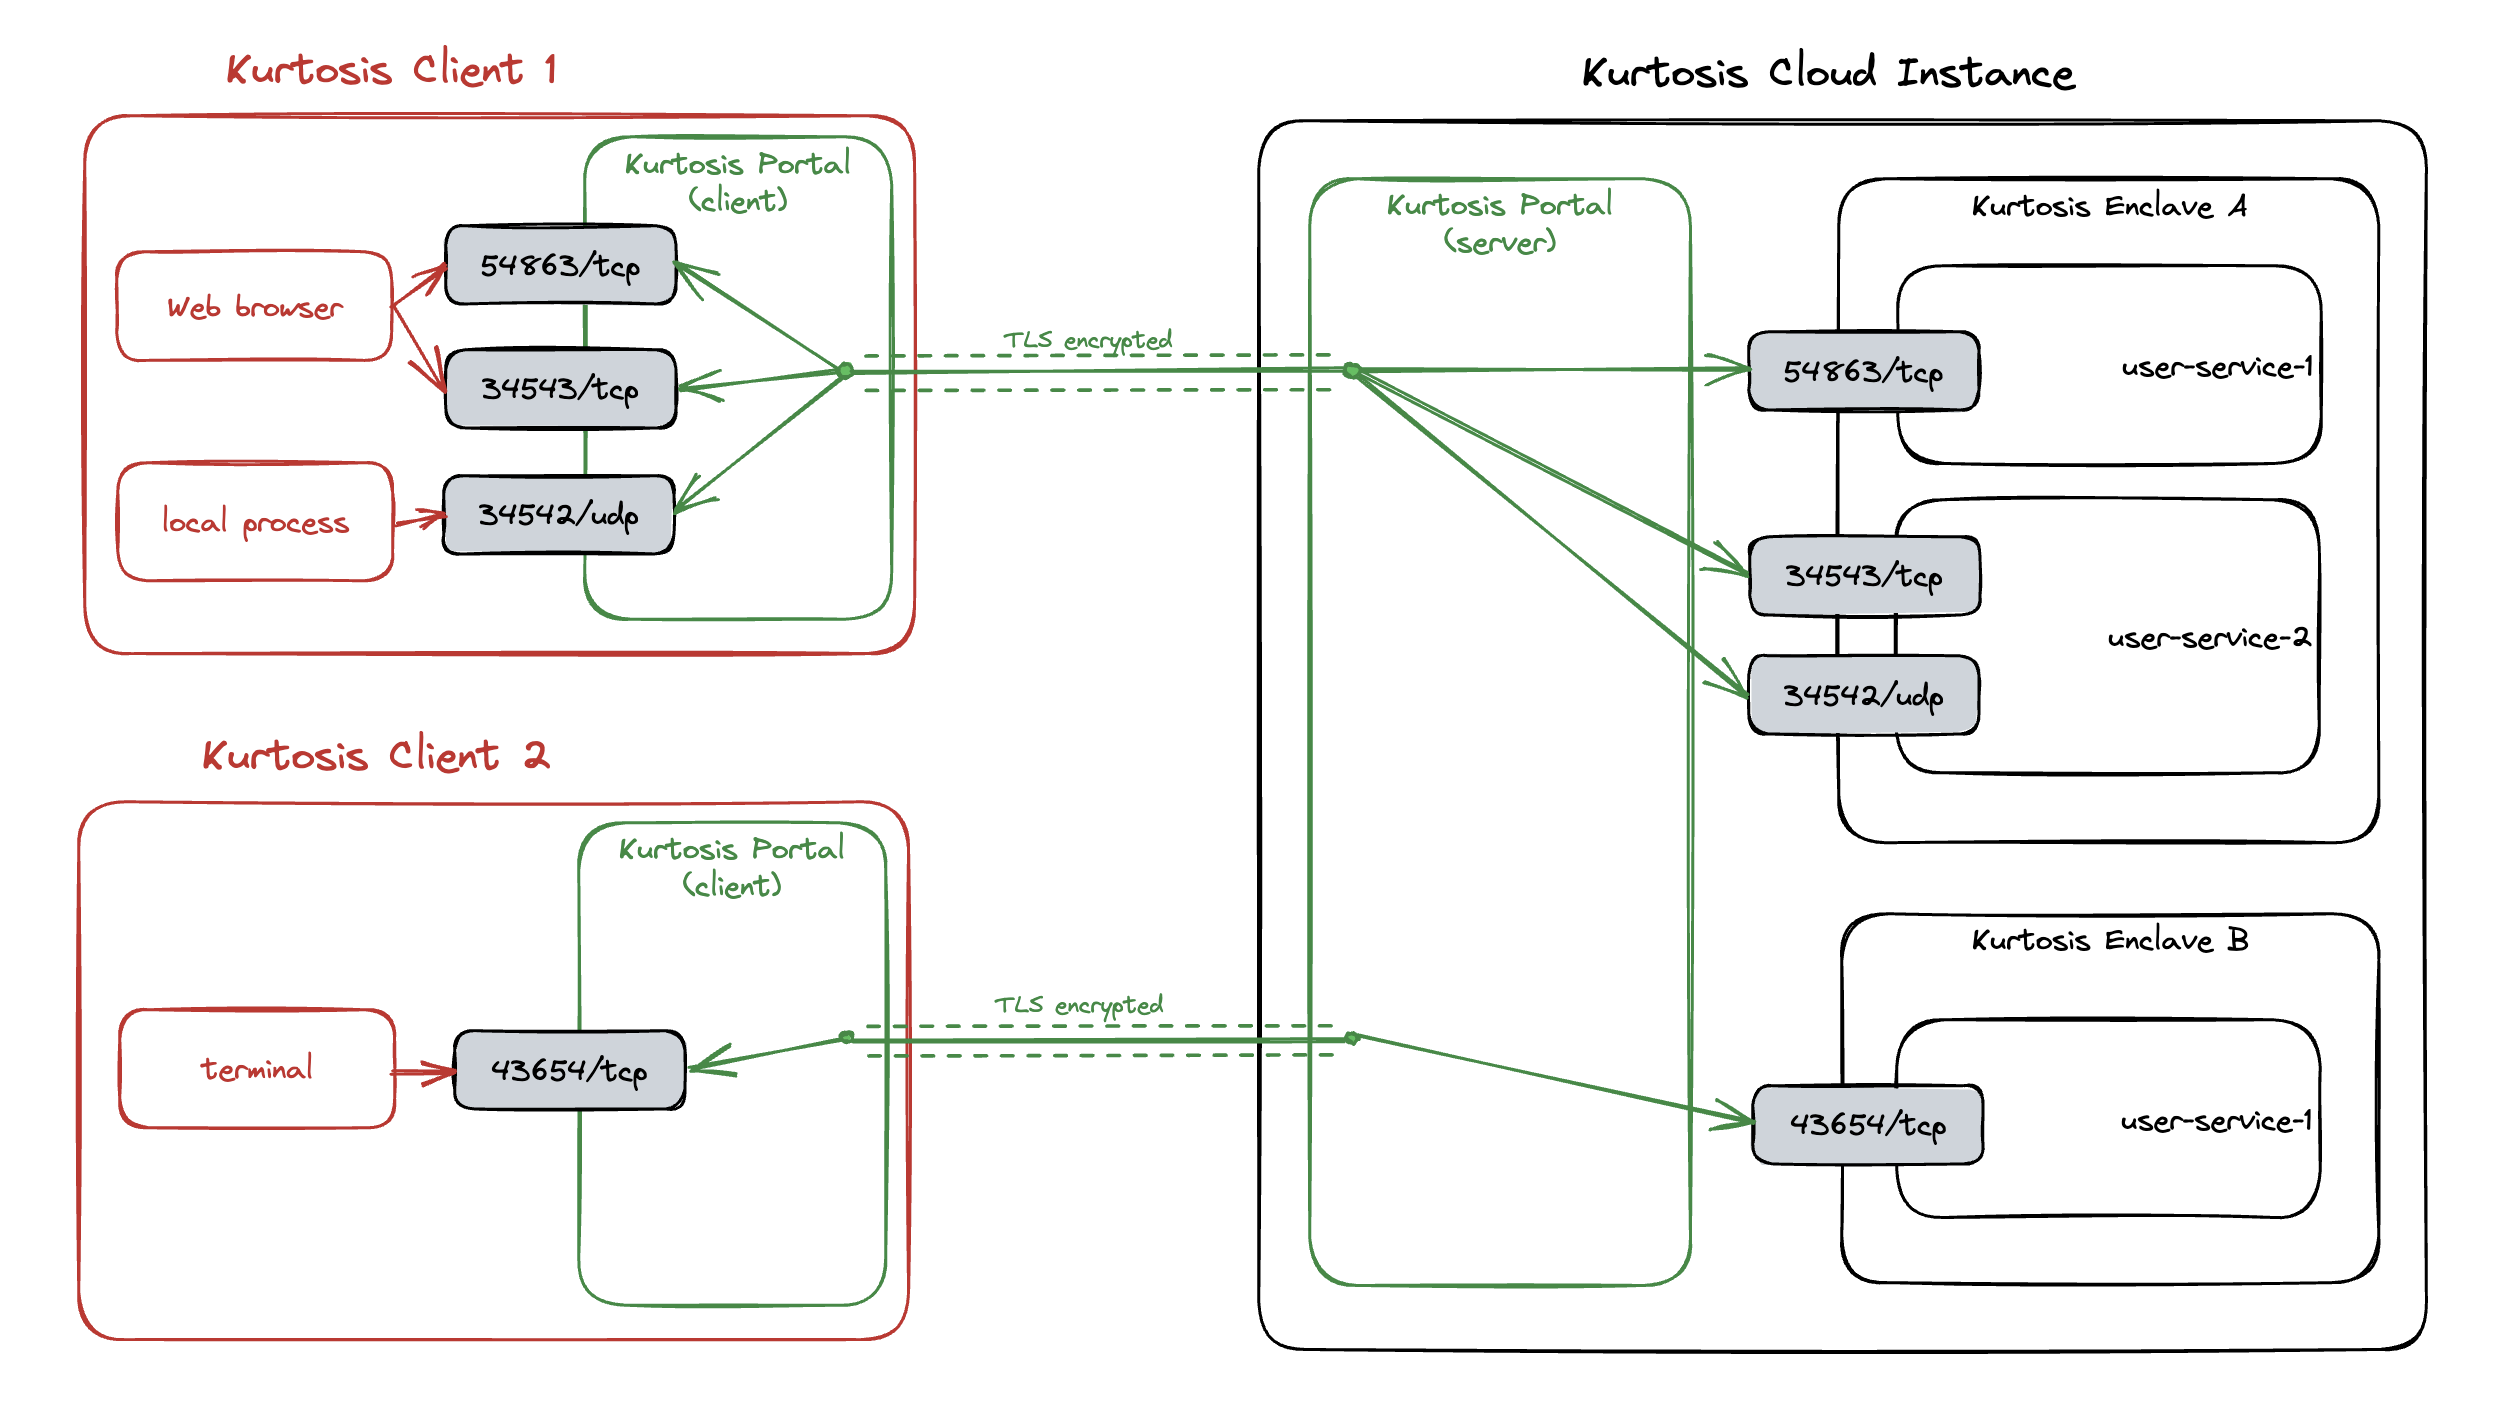 Kurtosis Client 1
Kurtosis Portal
(client)
54863/tcp
Web browser
34543/tcp
local process
34542/udp
TLS encrypted
Kurtosis Cloud Instance
Kurtosis Portal
(server)
Kurtosis Enclave A
54863/tcp
user-service-1
34543/tcp
user-service-2
34542/udp
Kurtosis Client 2
Kurtosis Portal
(client)
terminal
43654/tcp
TLS encrypted
Kurtosis Enclave B
43654/tcp
user-service-1